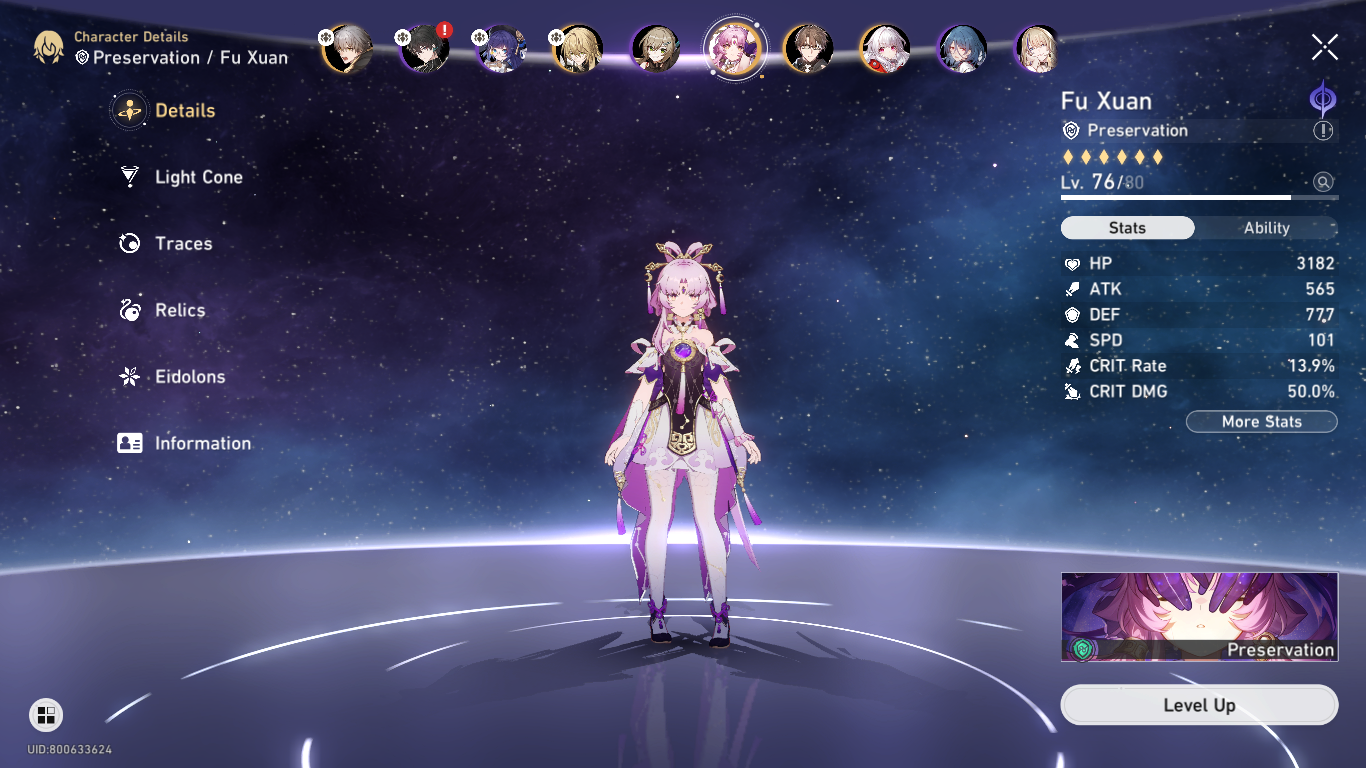 Character Details
Preservation / Fu Xuan
Details
Light Cone
Traces
Relics
Eidolons
Information
Fu Xuan
Preservation
Lv. 76/80
Stats
Ability
HP 3182
ATK 565
DEF 777
SPD 101
CRIT Rate 13.9%
CRIT DMG 50.0%
More Stats
Preservation
Level Up
UID:800633624